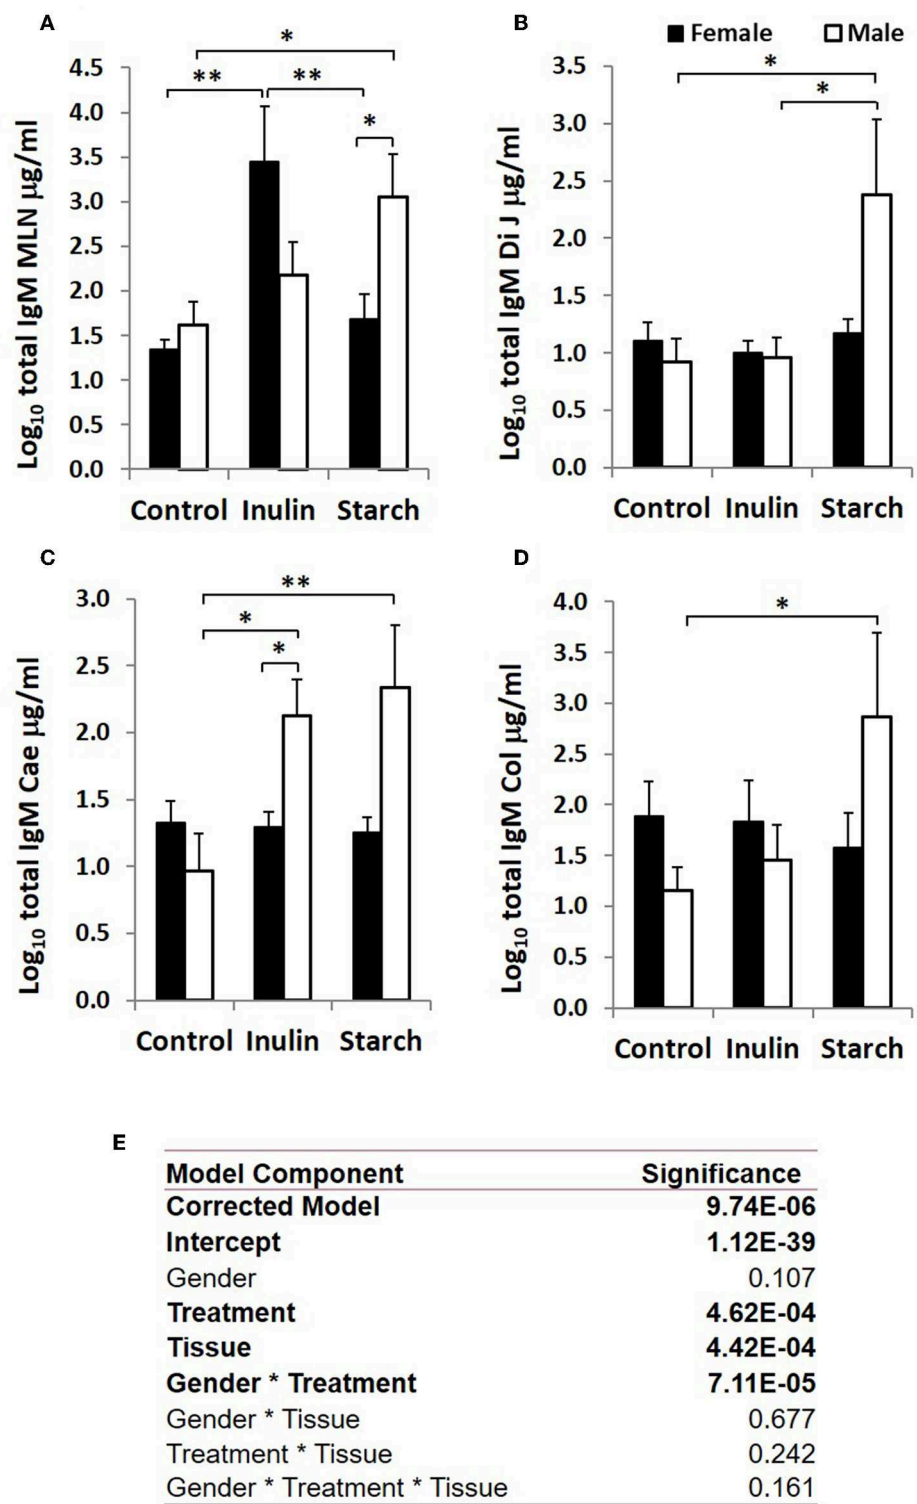 A
B
Female Male
*
** **
*
4.5
4.0
3.5
3.0
2.5
2.0
1.5
1.0
0.5
0.0
Log10 total IgM MLN µg/ml
Control Inulin Starch
*
*
3.5
3.0
2.5
2.0
1.5
1.0
0.5
0.0
Log10 total IgM Di J µg/ml
Control Inulin Starch
C
**
*
*
3.0
2.5
2.0
1.5
1.0
0.5
0.0
Log10 total IgM Cae µg/ml
Control Inulin Starch
D
*
4.0
3.5
3.0
2.5
2.0
1.5
1.0
0.5
0.0
Log10 total IgM Col µg/ml
Control Inulin Starch
E
Model Component Significance
Corrected Model 9.74E-06
Intercept 1.12E-39
Gender 0.107
Treatment 4.62E-04
Tissue 4.42E-04
Gender * Treatment 7.11E-05
Gender * Tissue 0.677
Treatment * Tissue 0.242
Gender * Treatment * Tissue 0.161